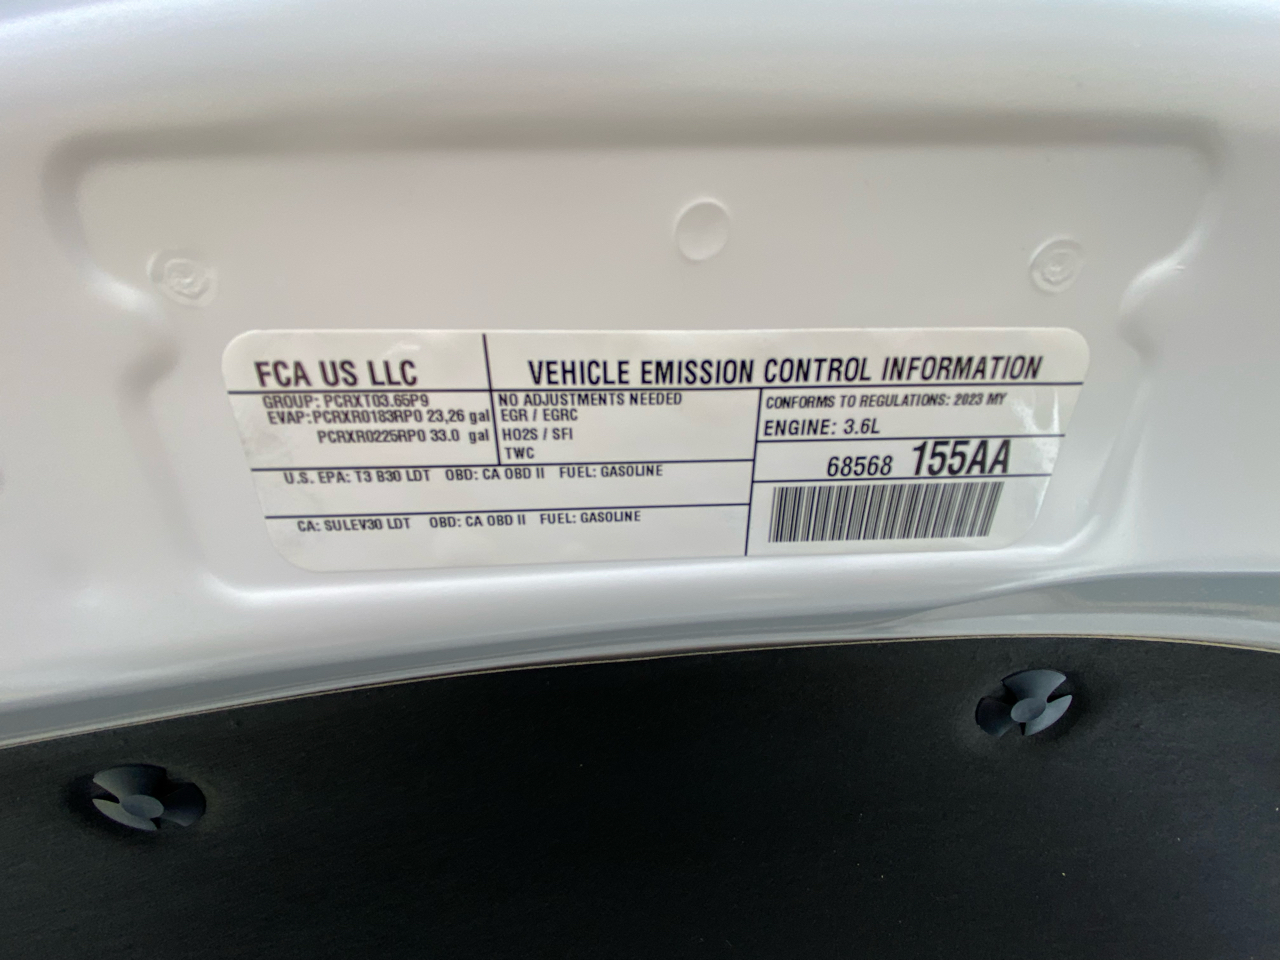 FCA US LLC
VEHICLE EMISSION CONTROL INFORMATION
GROUP: PCRXT03.65P9
EVAP: PCRXR0183RP0 23,26 gal
PCRXR0225RP0 33.0 gal
NO ADJUSTMENTS NEEDED
EGR / EGRC
HO2S / SFI
TWC
CONFORMS TO REGULATIONS: 2023 MY
ENGINE: 3.6L
68568 155AA
U.S. EPA: T3 B30 LDT OBD: CA OBD II FUEL: GASOLINE
CA: SULEV30 LDT OBD: CA OBD II FUEL: GASOLINE